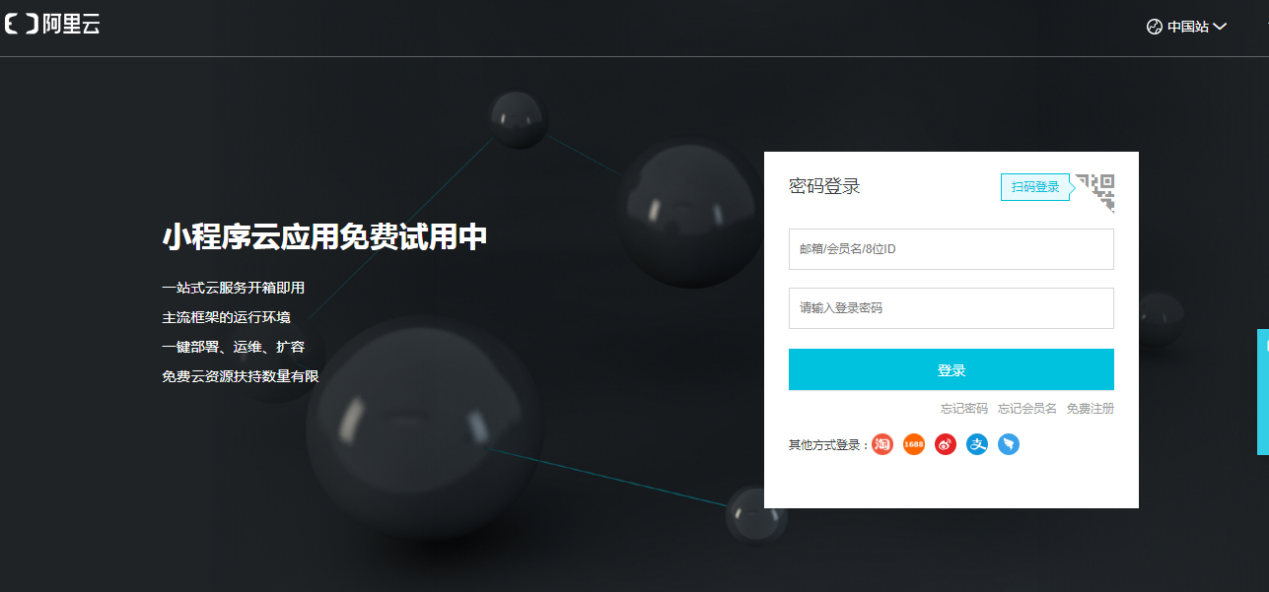 阿里云
中国站
小程序云应用免费试用中
一站式云服务开箱即用
主流框架的运行环境
一键部署、运维、扩容
免费云资源扶持数量有限
密码登录
扫码登录
邮箱/会员名/8位ID
请输入登录密码
登录
忘记密码 忘记会员名 免费注册
其他方式登录：
淘 1688 支